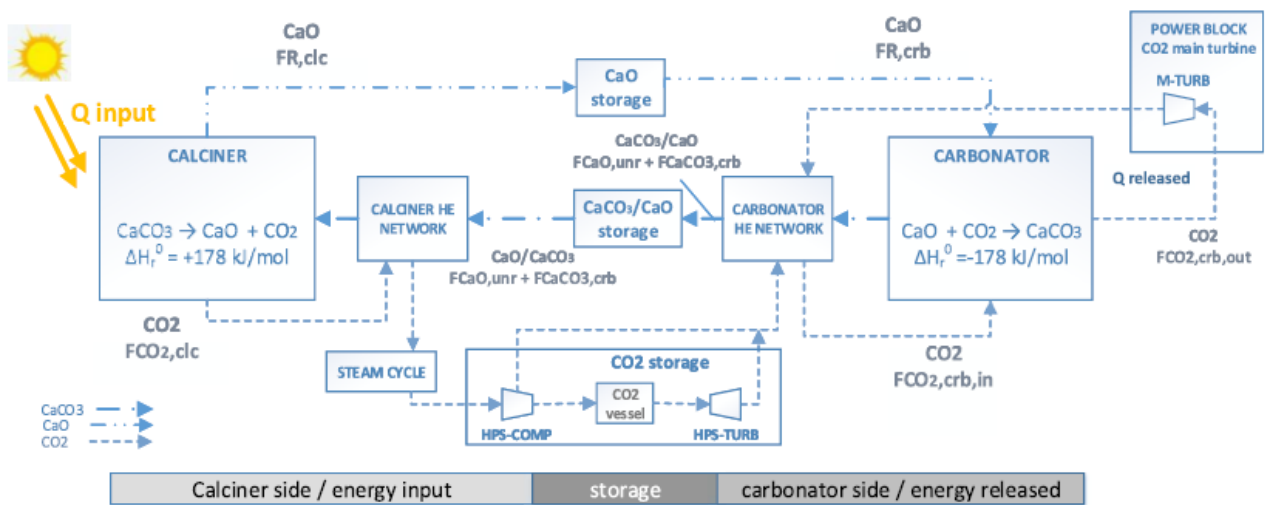 CaO
FR,clc
CaO
FR,crb
POWER BLOCK
CO2 main turbine
M-TURB
Q input
CaO
storage
CALCINER
CaCO₃ → CaO + CO₂
ΔHᵣ⁰ = +178 kJ/mol
CALCINER HE
NETWORK
CaCO₃/CaO
FCaO,unr + FCaCO3,crb
CaCO₃/CaO
storage
CARBONATOR
HE NETWORK
CARBONATOR
CaO + CO₂ → CaCO₃
ΔHᵣ⁰ =-178 kJ/mol
Q released
CO2
FCO2,crb,out
CaO/CaCO3
FCaO,unr + FCaCO3,crb
CO2
FCO₂,clc
STEAM CYCLE
CO2 storage
HPS-COMP
CO2
vessel
HPS-TURB
CO2
FCO₂,crb,in
CaCO3
CaO
CO2
Calciner side / energy input
storage
carbonator side / energy released